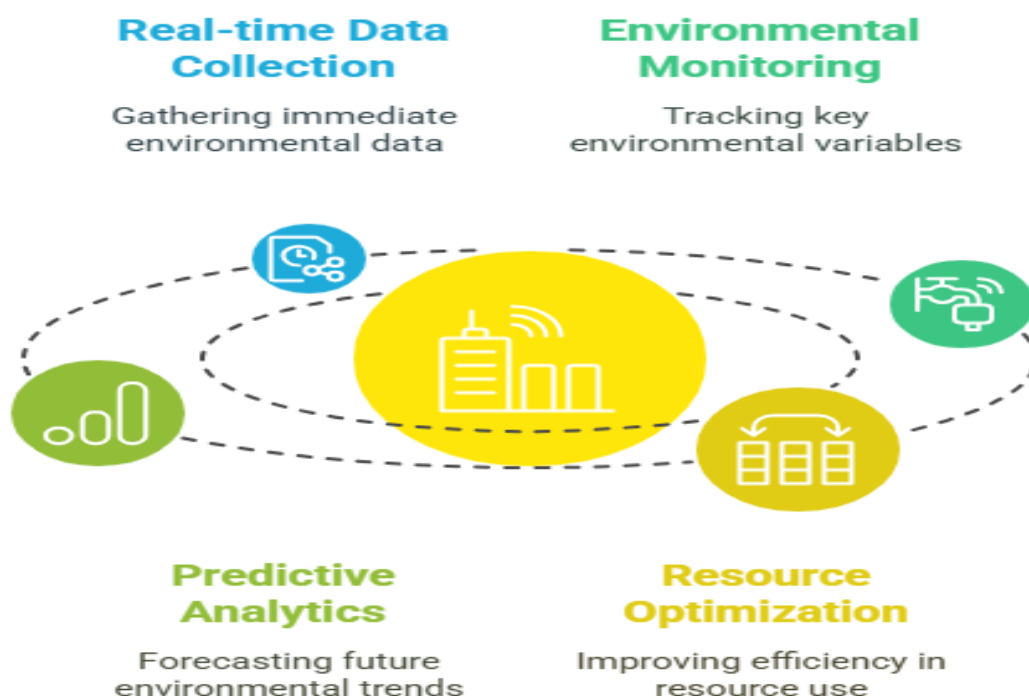 Real-time Data
Collection
Gathering immediate
environmental data
Environmental
Monitoring
Tracking key
environmental variables
Predictive
Analytics
Forecasting future
environmental trends
Resource
Optimization
Improving efficiency in
resource use